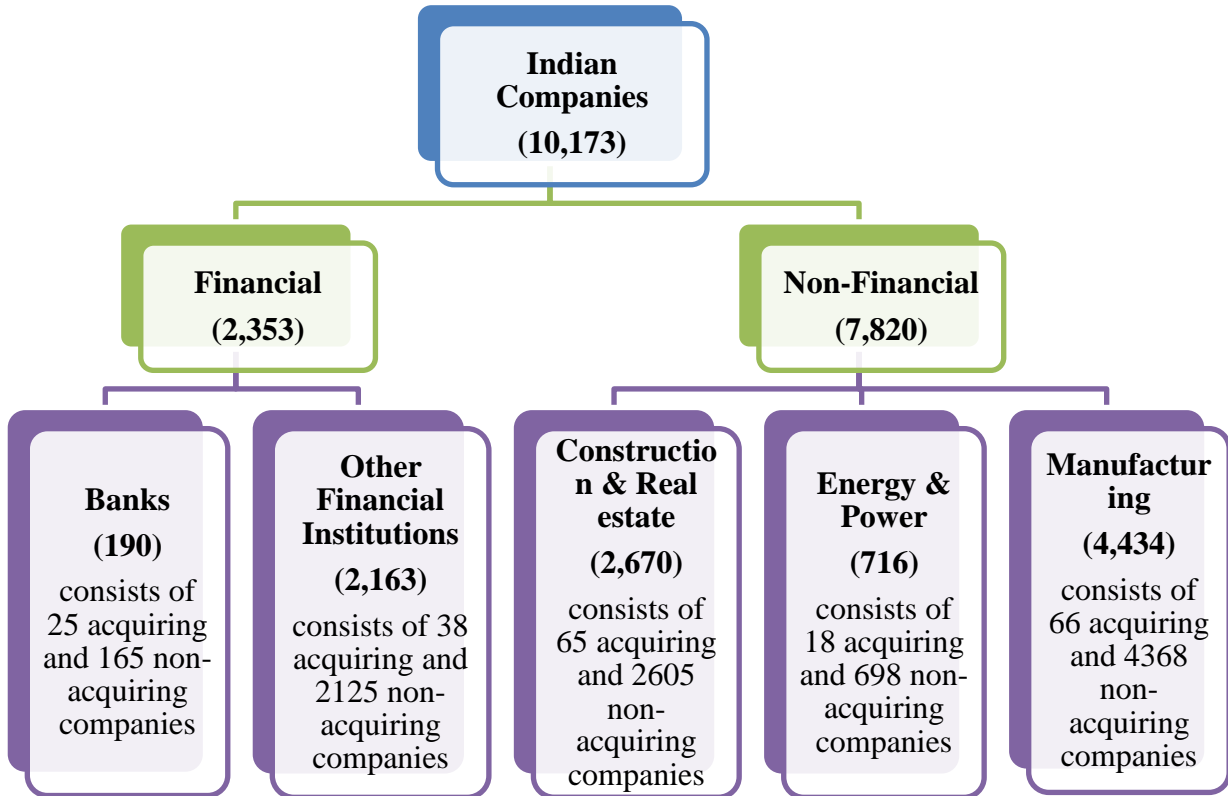 Indian
Companies
(10,173)
Financial
(2,353)
Non-Financial
(7,820)
Banks
(190)
consists of
25 acquiring
and 165 non-
acquiring
companies
Other
Financial
Institutions
(2,163)
consists of 38
acquiring and
2125 non-
acquiring
companies
Constructio
n & Real
estate
(2,670)
consists of
65 acquiring
and 2605
non-
acquiring
companies
Energy &
Power
(716)
consists of
18 acquiring
and 698 non-
acquiring
companies
Manufactur
ing
(4,434)
consists of
66 acquiring
and 4368
non-
acquiring
companies